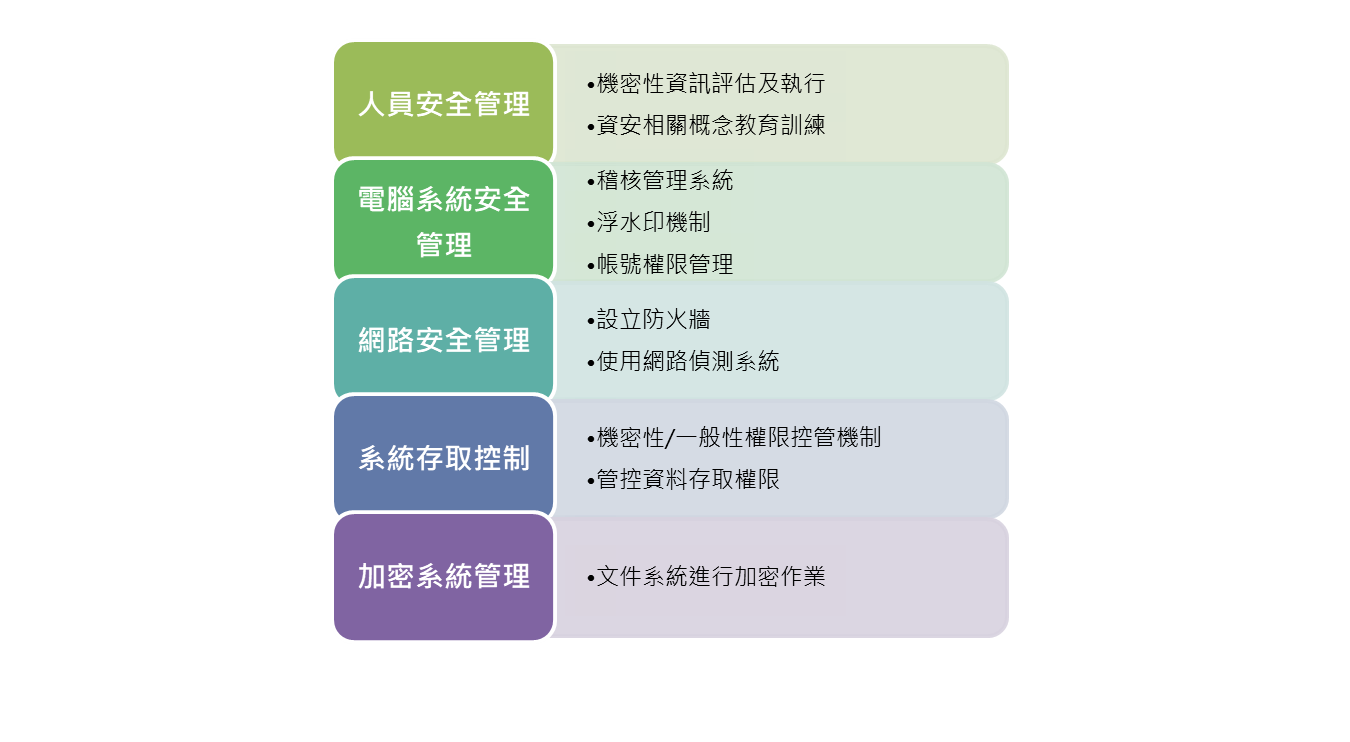 人員安全管理
•機密性資訊評估及執行
•資安相關概念教育訓練
電腦系統安全
管理
•稽核管理系統
•浮水印機制
•帳號權限管理
網路安全管理
•設立防火牆
•使用網路偵測系統
系統存取控制
•機密性/一般性權限控管機制
•管控資料存取權限
加密系統管理
•文件系統進行加密作業